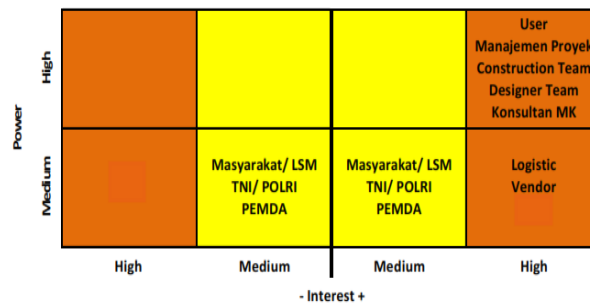 Power
High
User
Manajemen Proyek
Construction Team
Designer Team
Konsultan MK
Medium
Masyarakat/ LSM
TNI/ POLRI
PEMDA
Masyarakat/ LSM
TNI/ POLRI
PEMDA
Logistic
Vendor
High
Medium
Medium
High
- Interest +